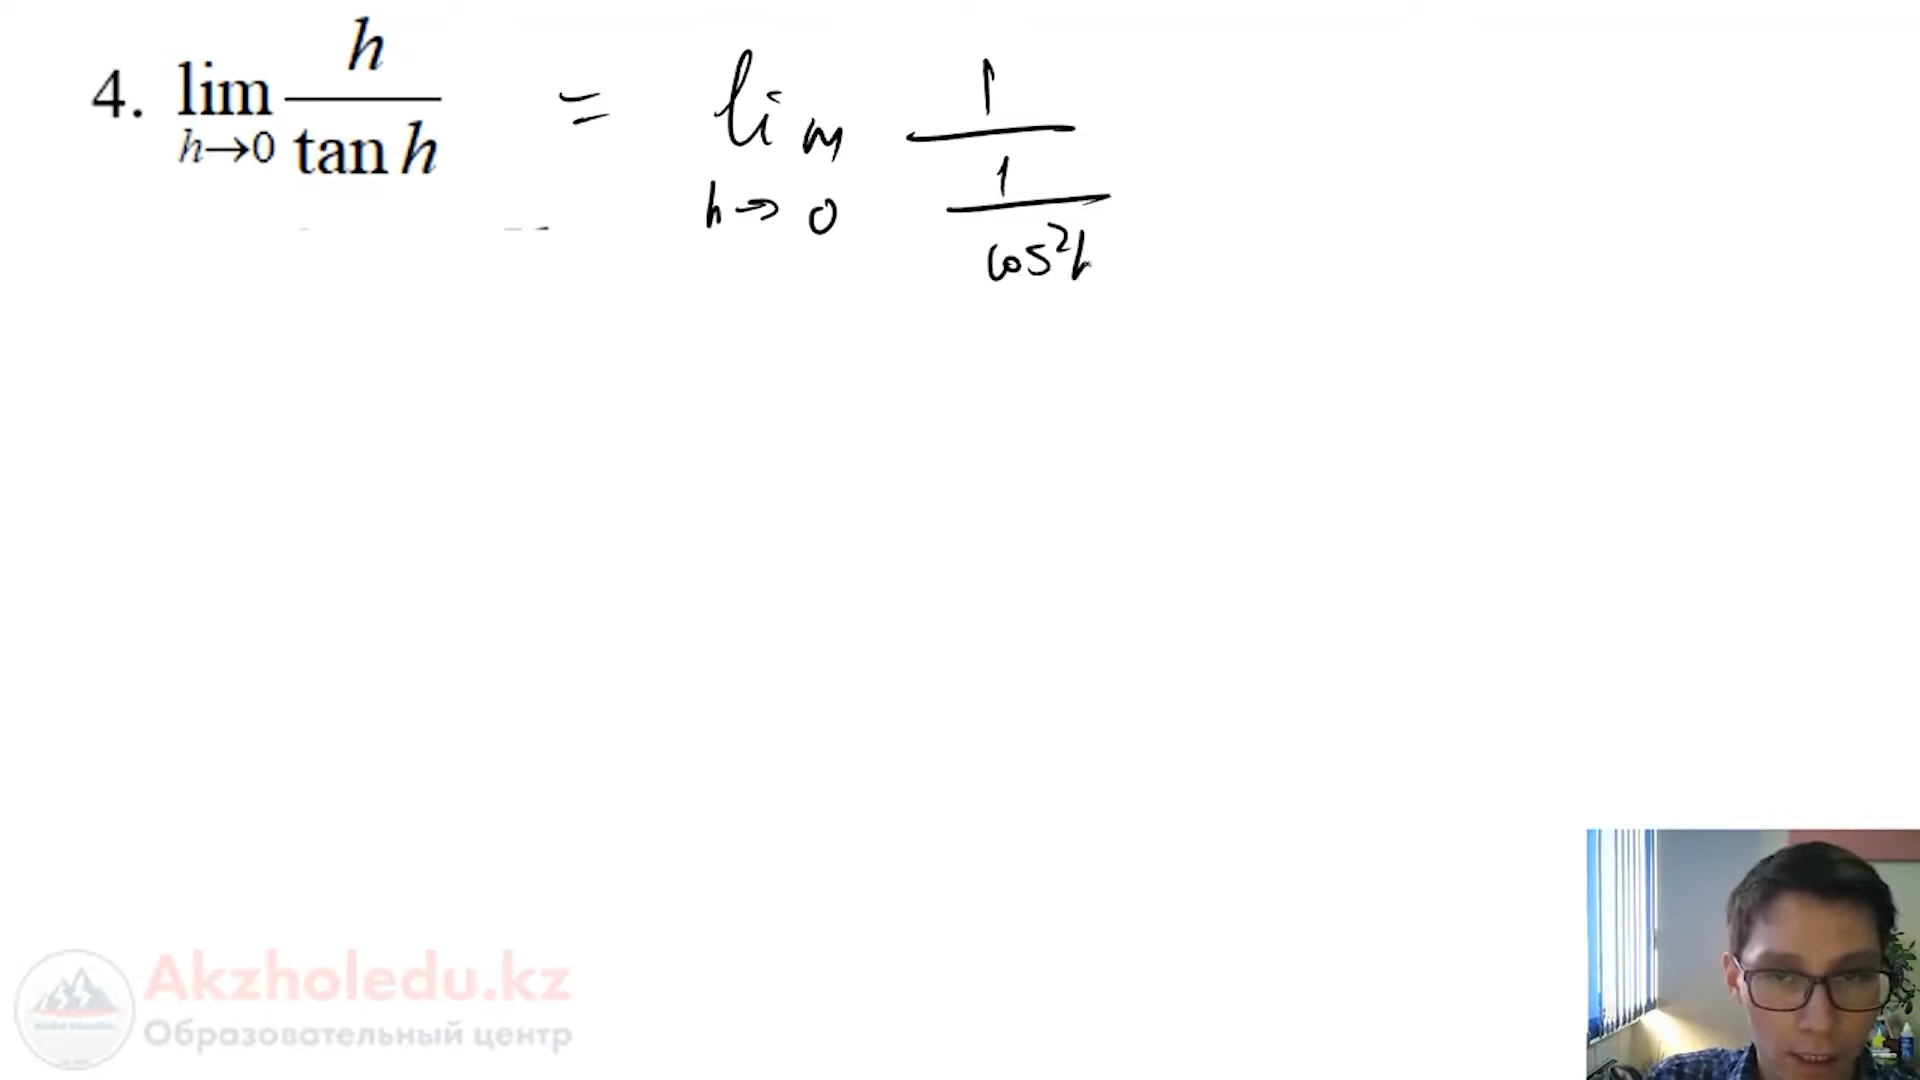 4. lim h→0 h / tan h = lim h→0 1 / (1 / cos²h)
Akzholedu.kz
Образовательный центр